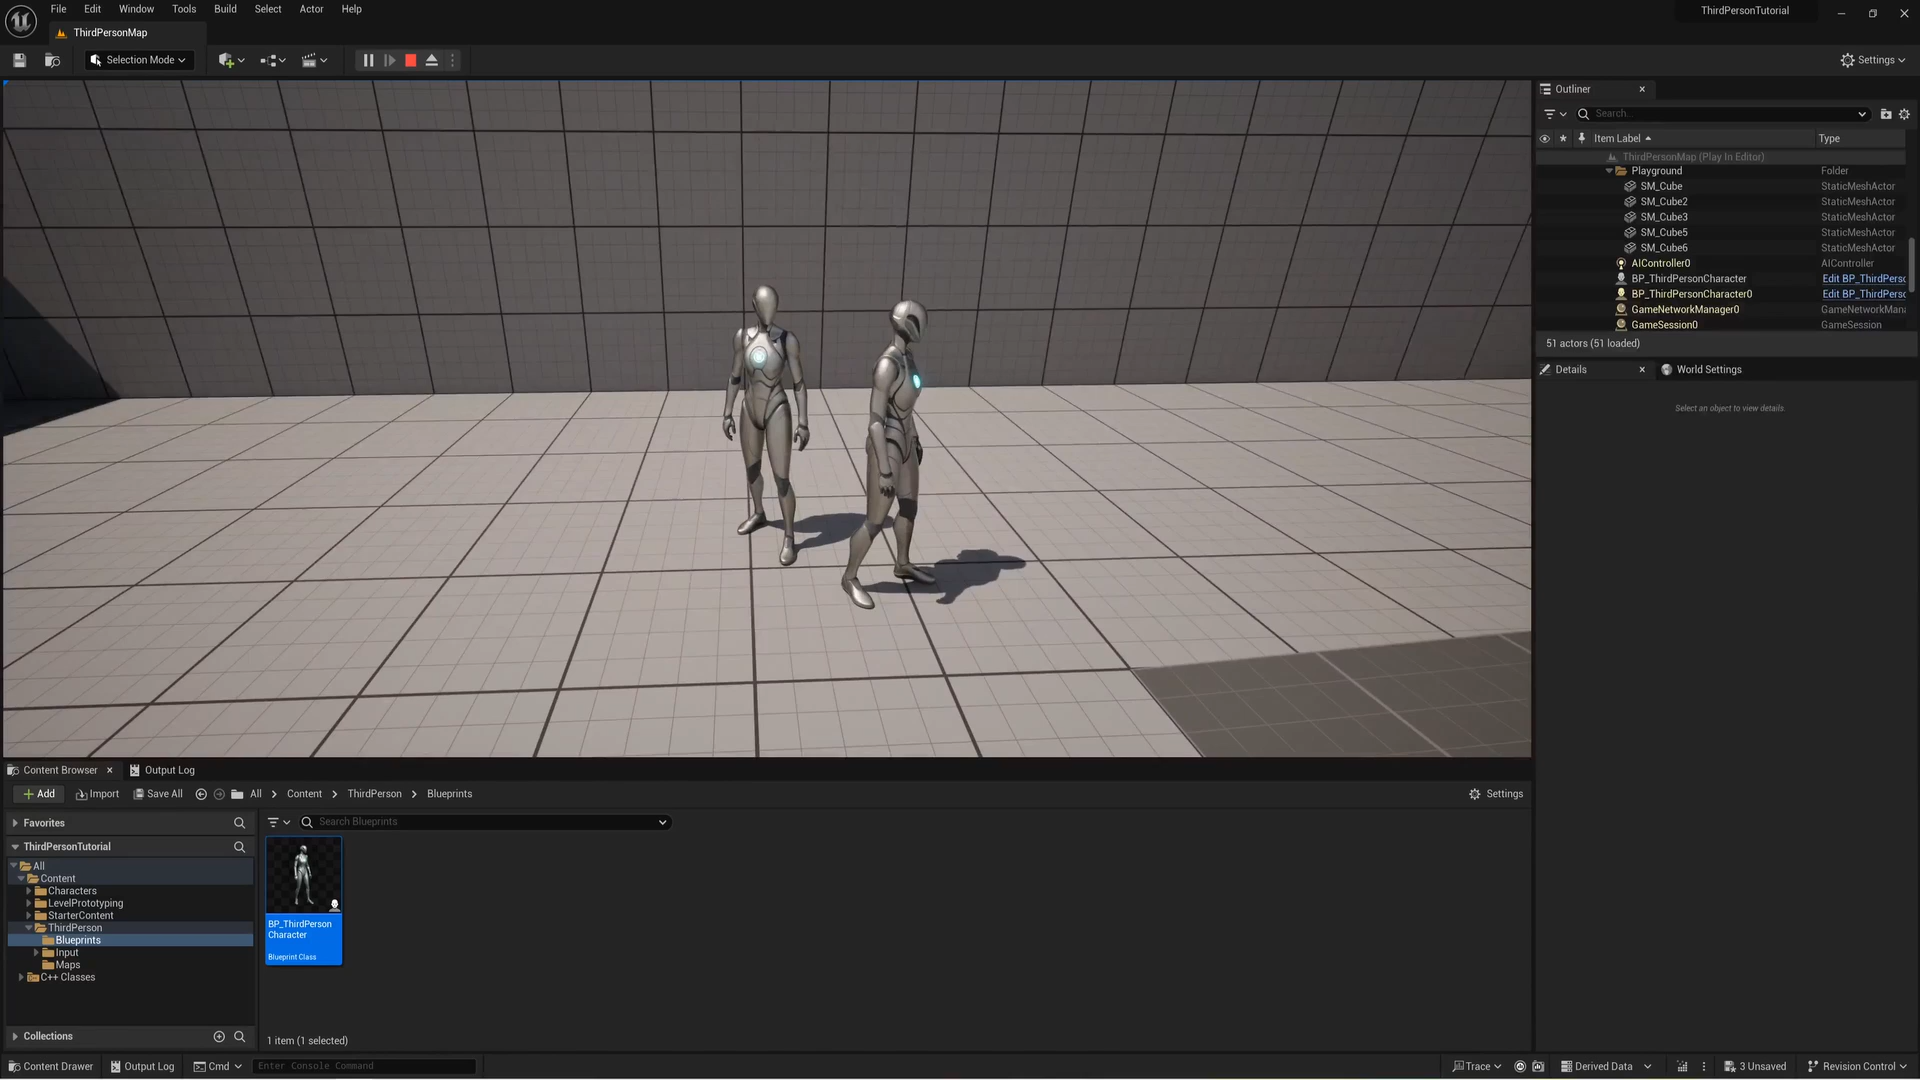 File Edit Window Tools Build Select Actor Help
ThirdPersonTutorial
ThirdPersonMap
Selection Mode
Settings
Outliner
Search...
Item Label Type
ThirdPersonMap (Play In Editor)
Playground Folder
SM_Cube StaticMeshActor
SM_Cube2 StaticMeshActor
SM_Cube3 StaticMeshActor
SM_Cube5 StaticMeshActor
SM_Cube6 StaticMeshActor
AIController0 AIController
BP_ThirdPersonCharacter Edit BP_ThirdPerso
BP_ThirdPersonCharacter0 Edit BP_ThirdPerso
GameNetworkManager0 GameNetworkMana
GameSession0 GameSession
51 actors (51 loaded)
Details World Settings
Select an object to view details.
Content Browser Output Log
Add Import Save All All Content ThirdPerson Blueprints Settings
Favorites
Search Blueprints
ThirdPersonTutorial
All
Content
Characters
LevelPrototyping
StarterContent
ThirdPerson
Blueprints
Input
Maps
C++ Classes
BP_ThirdPerson
Character
Blueprint Class
Collections
1 item (1 selected)
Content Drawer Output Log Cmd Enter Console Command Trace Derived Data 3 Unsaved Revision Control